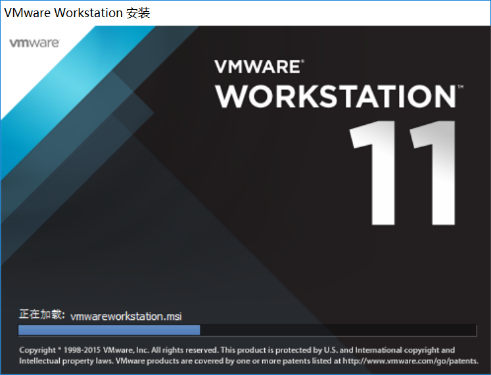 VMware Workstation 安装
vmware
VMWARE®
WORKSTATION™
11
正在加载: vmwareworkstation.msi
Copyright © 1998-2015 VMware, Inc. All rights reserved. This product is protected by U.S. and International copyright and
Intellectual property laws. VMware products are covered by one or more patents listed at http://www.vmware.com/go/patents.